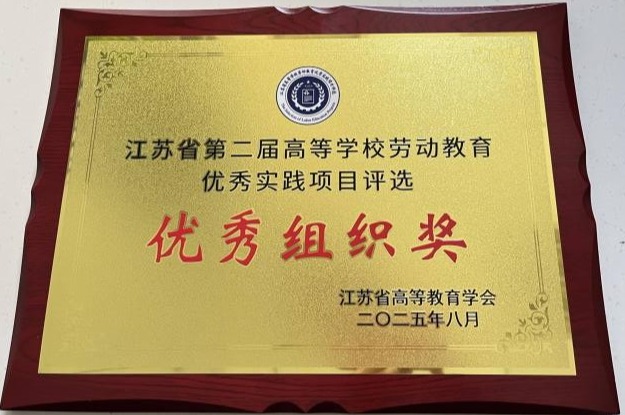 江苏省第二届高等学校劳动教育
优秀实践项目评选
优秀组织奖
江苏省高等教育学会
二〇二五年八月